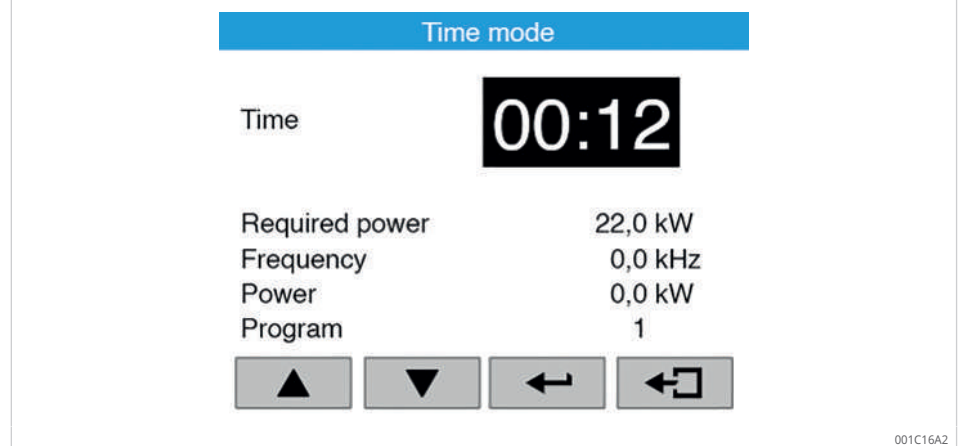 Time mode
Time 00:12
Required power 22,0 kW
Frequency 0,0 kHz
Power 0,0 kW
Program 1
001C16A2